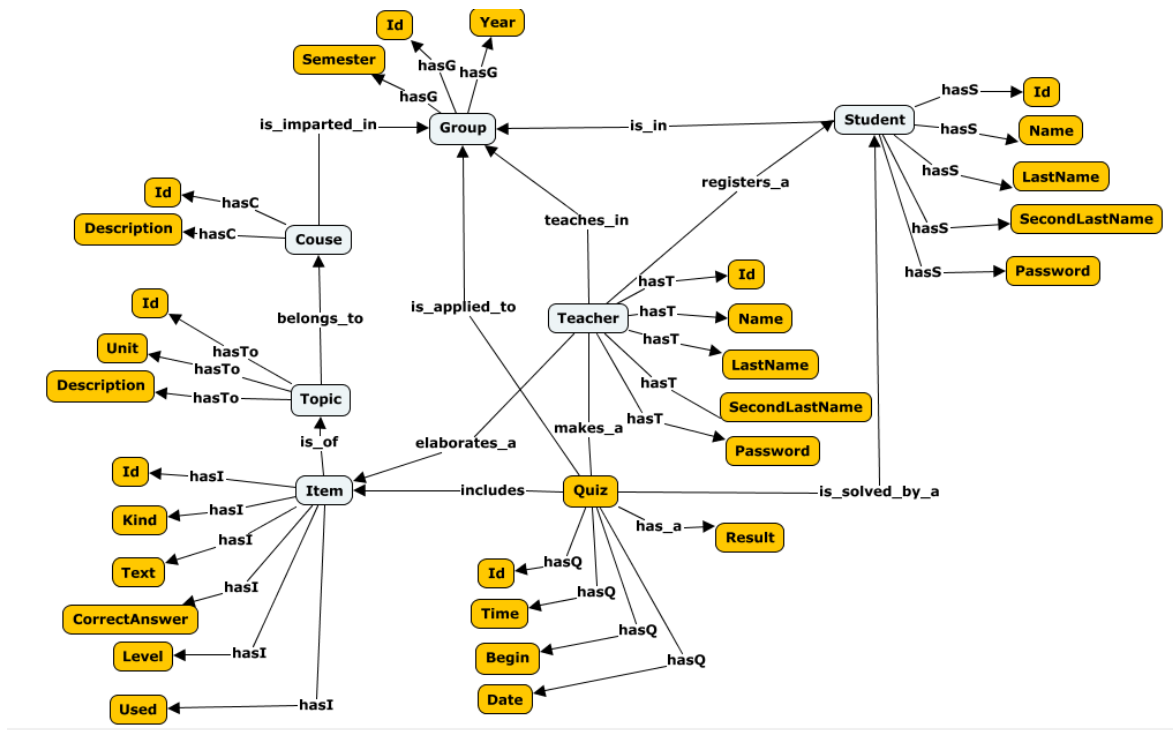 Id
Year
Semester
hasG
hasG
hasG
is_imparted_in
Group
is_in
Student
hasS
Id
hasS
Name
hasS
LastName
hasS
SecondLastName
hasS
Password
registers_a
teaches_in
Id
hasC
Description
hasC
Couse
belongs_to
is_applied_to
Id
Unit
Description
hasTo
hasTo
hasTo
Topic
Teacher
hasT
Id
hasT
Name
hasT
LastName
hasT
SecondLastName
hasT
Password
is_of
elaborates_a
makes_a
Id
hasI
Item
includes
Quiz
is_solved_by_a
Kind
hasI
Text
hasI
CorrectAnswer
hasI
Level
hasI
Used
hasI
has_a
Result
Id
hasQ
Time
hasQ
Begin
hasQ
Date
hasQ